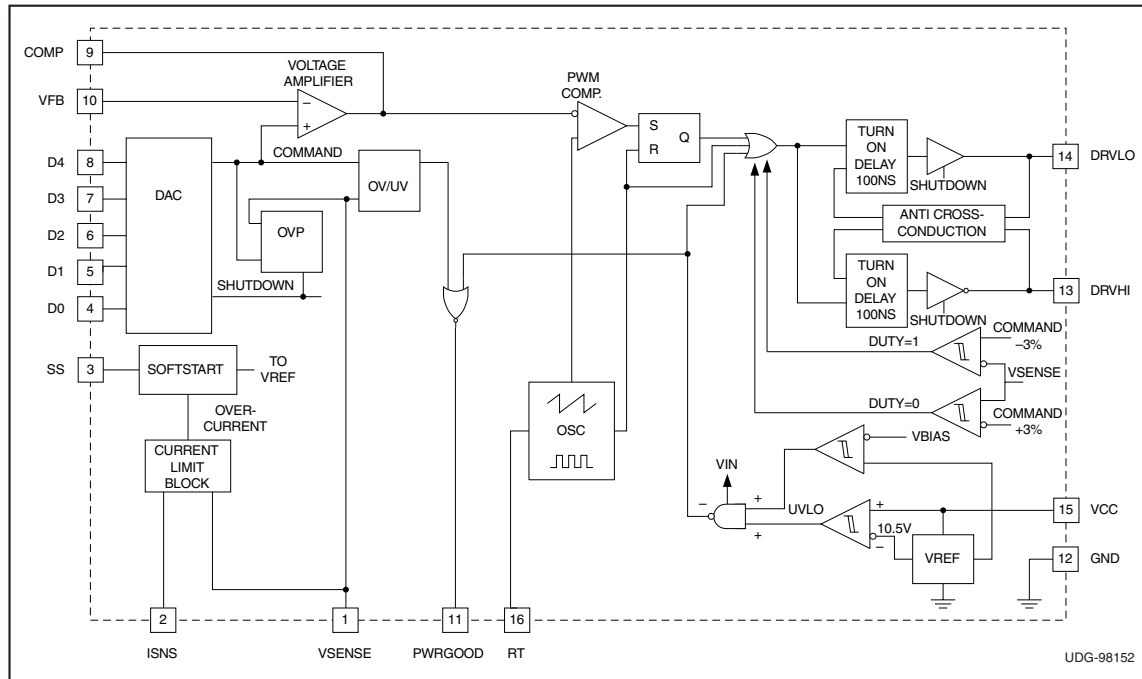 COMP
9
VOLTAGE
AMPLIFIER
PWM
COMP.
VFB
10
−
+
S
R
Q
D4
8
COMMAND
DAC
OV/UV
TURN
ON
DELAY
100NS
14
DRVLO
SHUTDOWN
D3
7
D2
6
OVP
ANTI CROSS-
CONDUCTION
D1
5
SHUTDOWN
D0
4
TURN
ON
DELAY
100NS
13
DRVHI
SHUTDOWN
DUTY=1
COMMAND
–3%
SS
3
SOFTSTART
TO
VREF
VSENSE
OVER-
CURRENT
OSC
DUTY=0
COMMAND
+3%
CURRENT
LIMIT
BLOCK
VBIAS
VIN
−
+
+
UVLO
+
10.5V
−
VREF
15
VCC
12
GND
2
1
11
16
ISNS
VSENSE
PWRGOOD
RT
UDG-98152